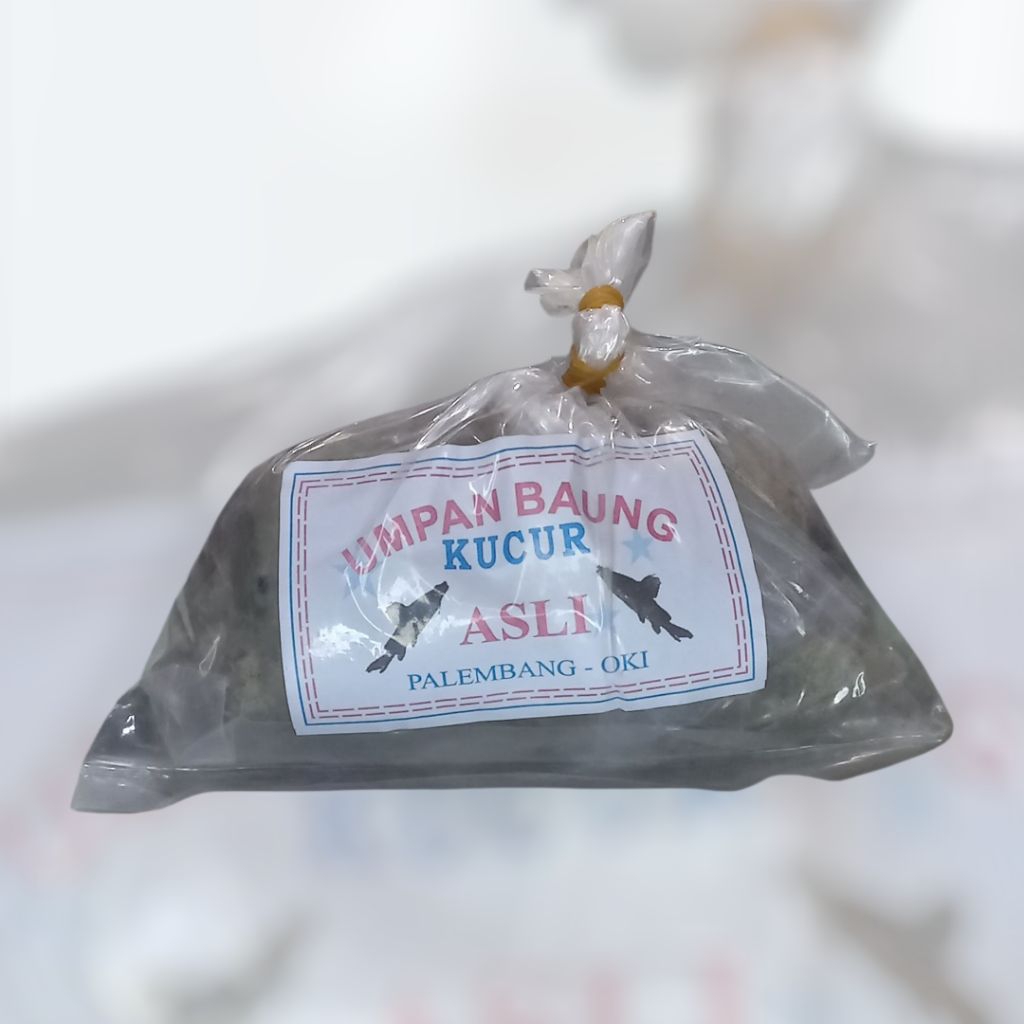 UMPAN BAUNG
KUCUR
ASLI
PALEMBANG - OKI